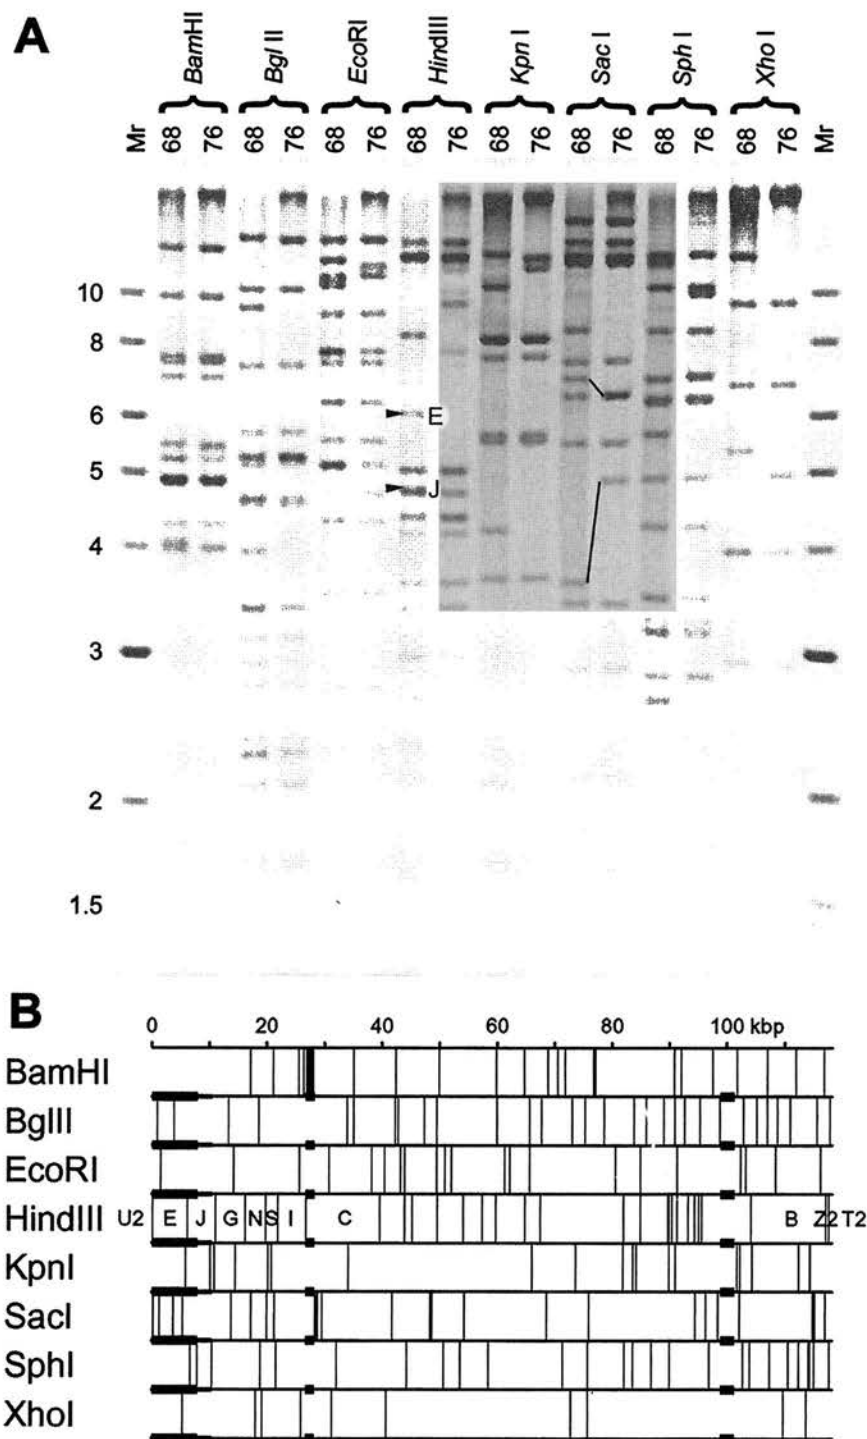 A
BamHI Bgl II EcoRI HindIII Kpn I Sac I Sph I Xho I
Mr 68 76 68 76 68 76 68 76 68 76 68 76 68 76 68 76 Mr
10
8
6 E
5
J
4
3
2
1.5
B
0 20 40 60 80 100 kbp
BamHI
BglII
EcoRI
HindIII U2 E J G N S I C B Z2 T2
KpnI
SacI
SphI
XhoI